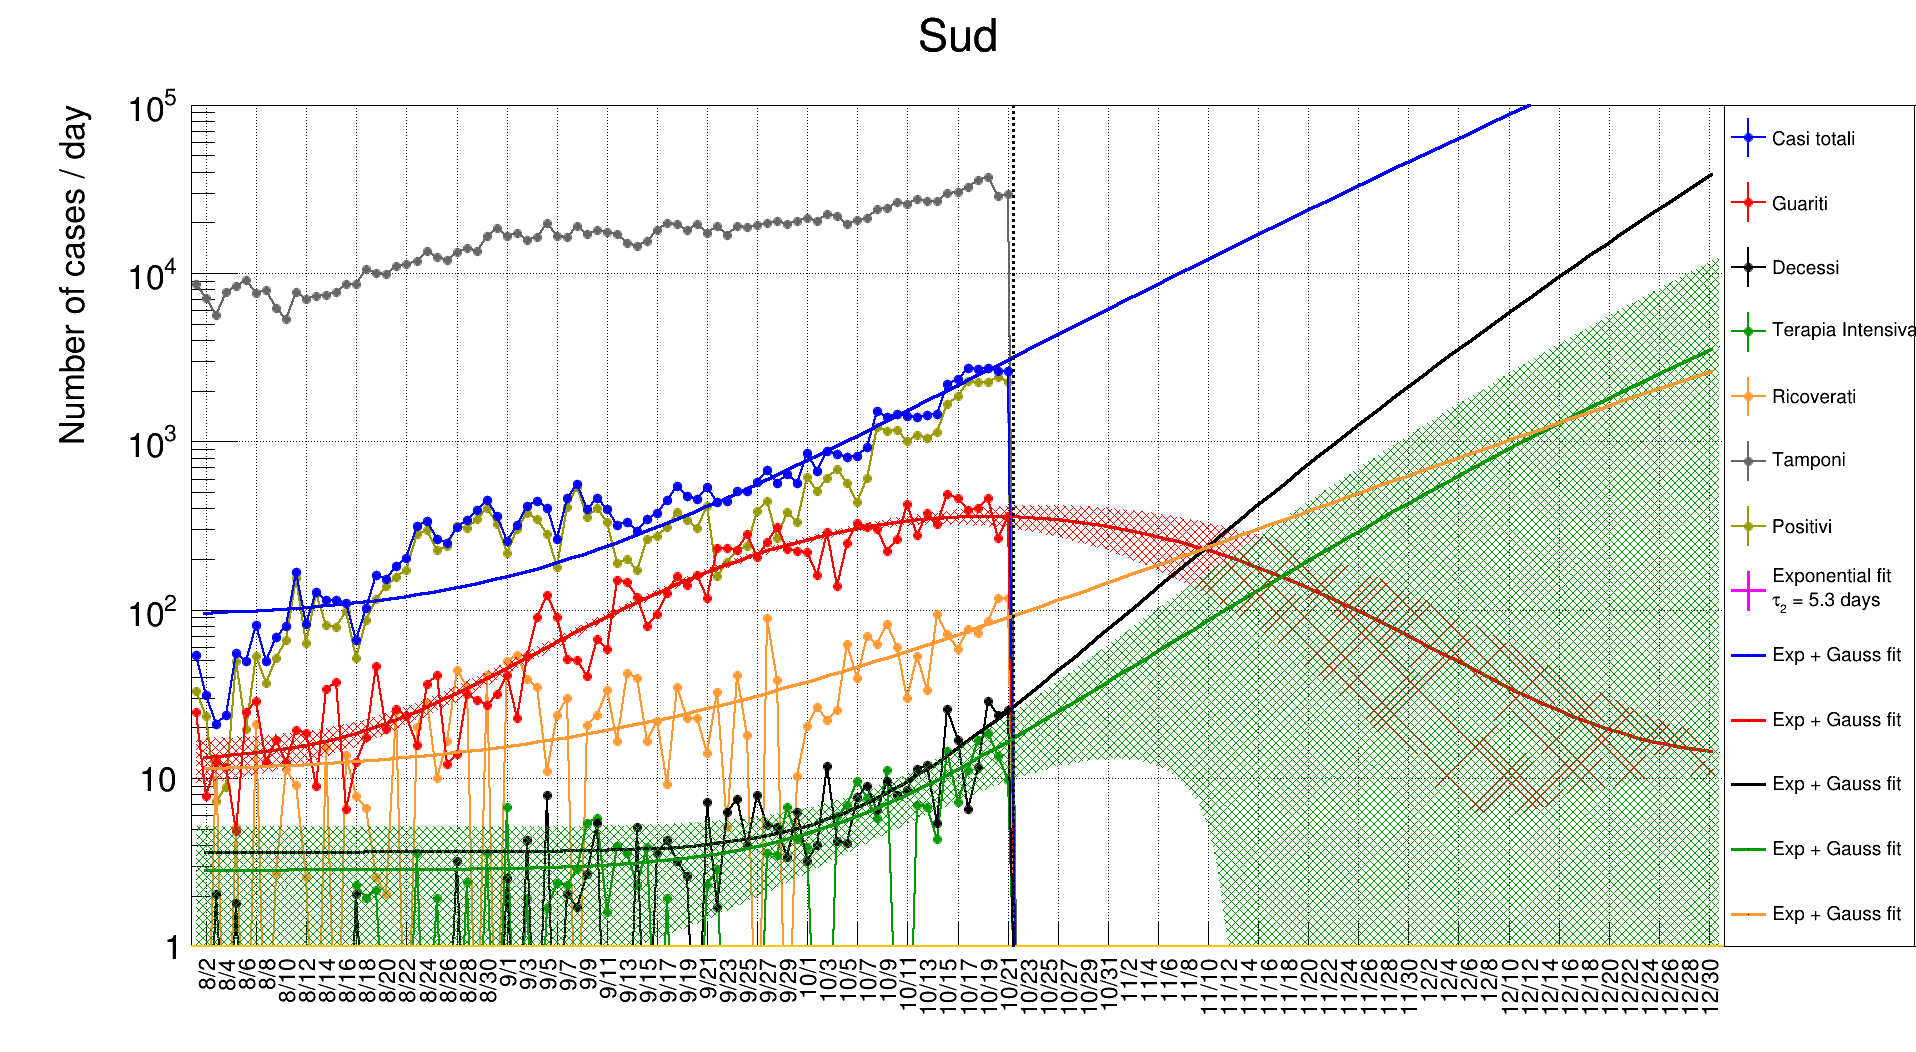 Sud
Number of cases / day
10^5
10^4
10^3
10^2
10
1
8/2 8/4 8/6 8/8 8/10 8/12 8/14 8/16 8/18 8/20 8/22 8/24 8/26 8/28 8/30 9/1 9/3 9/5 9/7 9/9 9/11 9/13 9/15 9/17 9/19 9/21 9/23 9/25 9/27 9/29 10/1 10/3 10/5 10/7 10/9 10/11 10/13 10/15 10/17 10/19 10/21 10/23 10/25 10/27 10/29 10/31 11/2 11/4 11/6 11/8 11/10 11/12 11/14 11/16 11/18 11/20 11/22 11/24 11/26 11/28 11/30 12/2 12/4 12/6 12/8 12/10 12/12 12/14 12/16 12/18 12/20 12/22 12/24 12/26 12/28 12/30
Casi totali
Guariti
Decessi
Terapia Intensiva
Ricoverati
Tamponi
Positivi
Exponential fit
τ2 = 5.3 days
Exp + Gauss fit
Exp + Gauss fit
Exp + Gauss fit
Exp + Gauss fit
Exp + Gauss fit